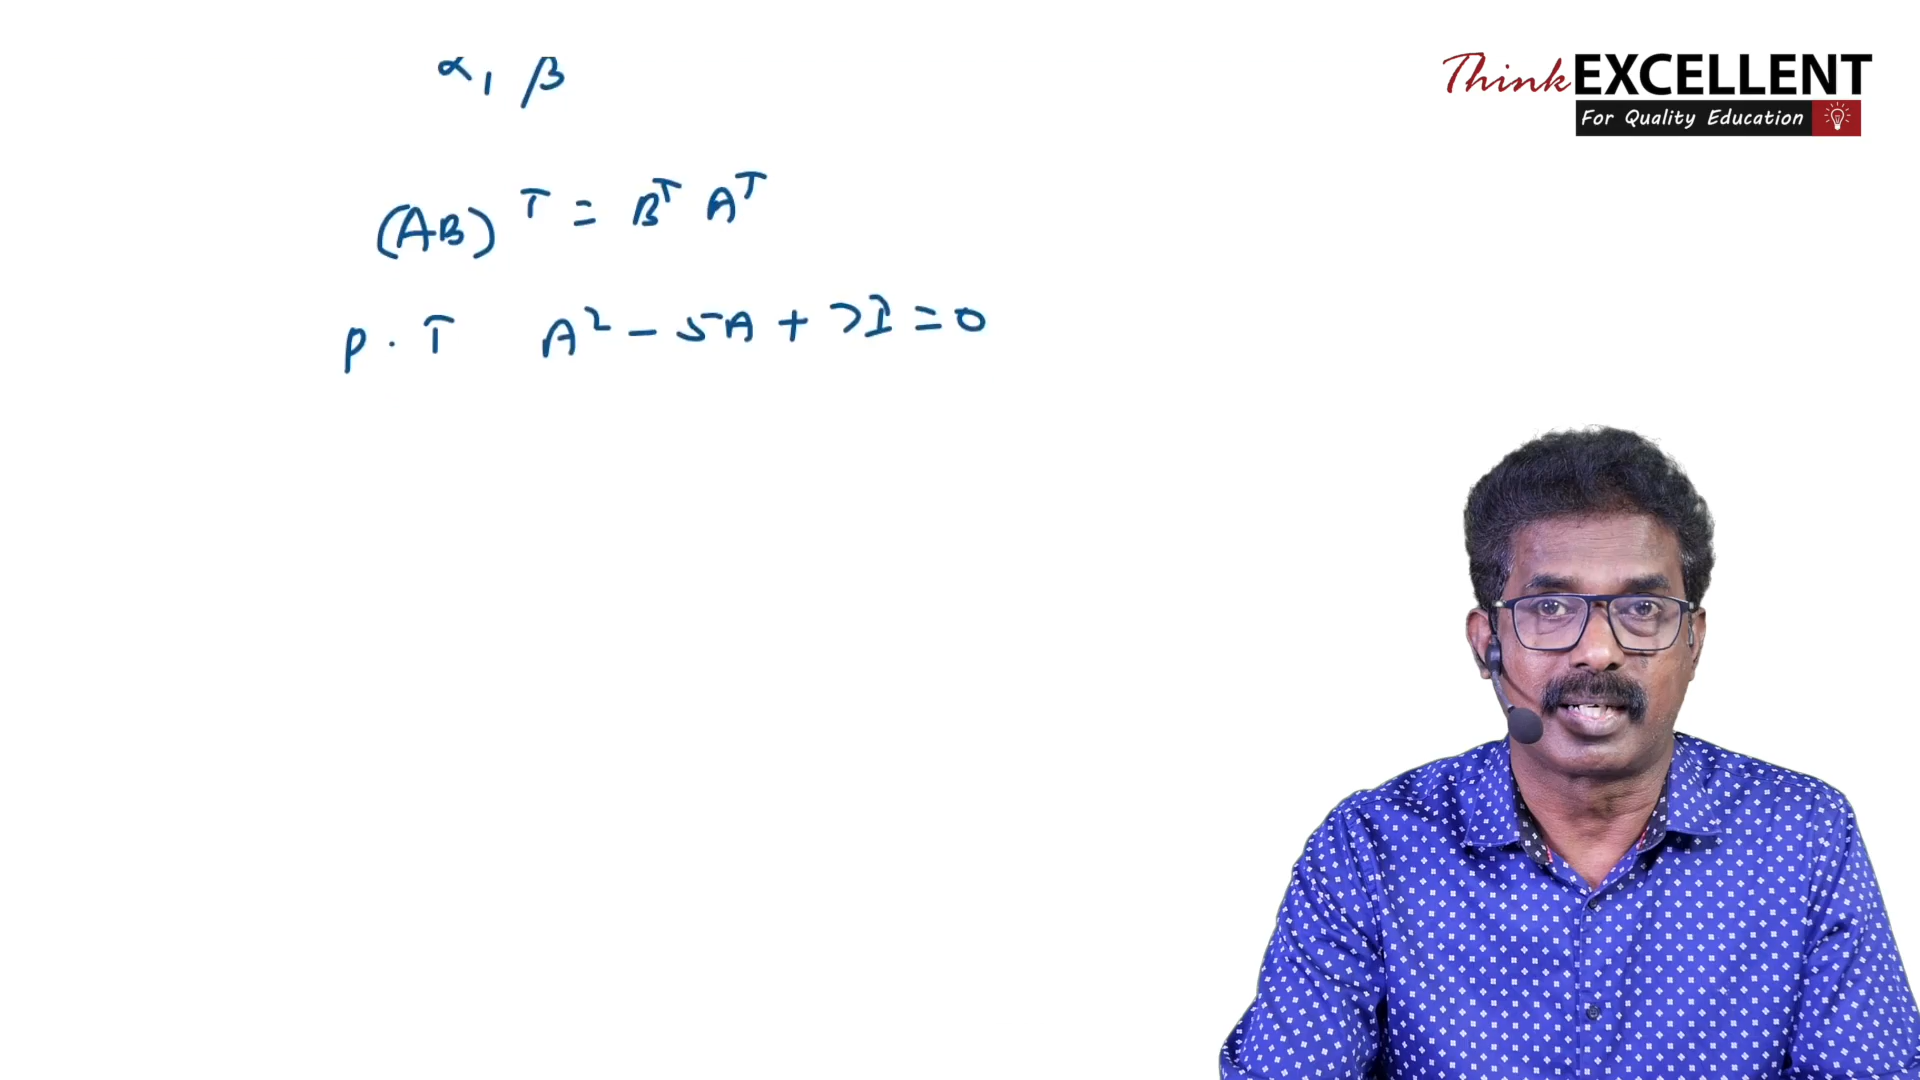 α, β
Think EXCELLENT
For Quality Education
(AB)ᵀ = Bᵀ Aᵀ
P. T A² - 5A + 7I = 0